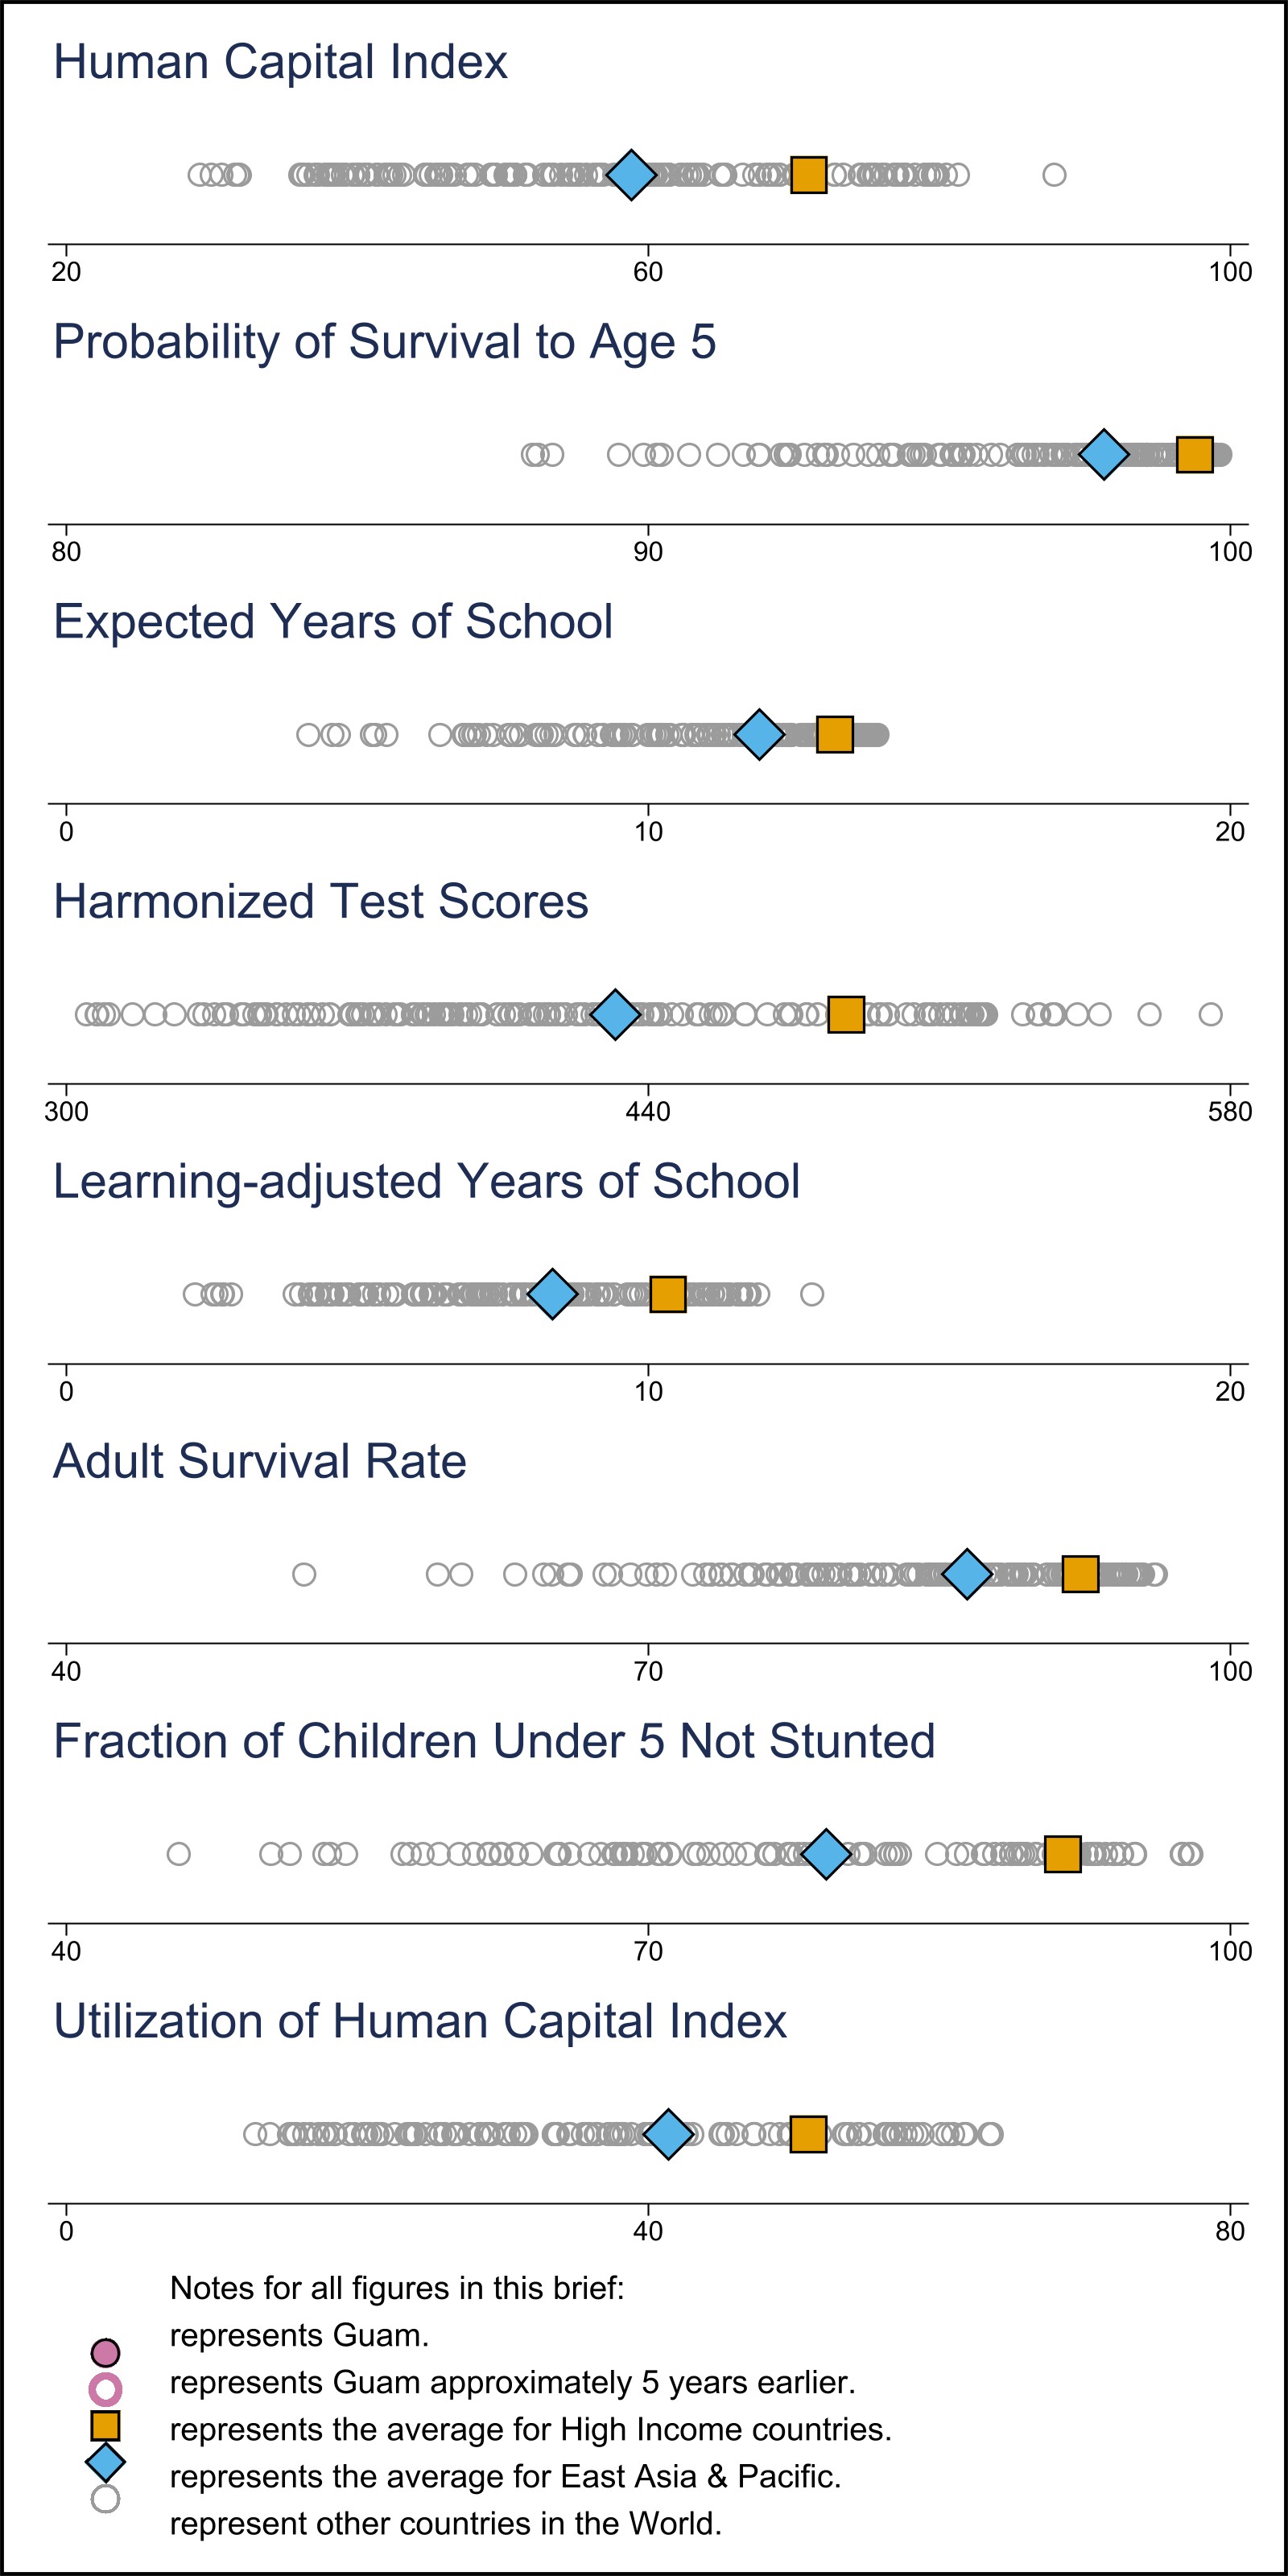 Human Capital Index
20 60 100
Probability of Survival to Age 5
80 90 100
Expected Years of School
0 10 20
Harmonized Test Scores
300 440 580
Learning-adjusted Years of School
0 10 20
Adult Survival Rate
40 70 100
Fraction of Children Under 5 Not Stunted
40 70 100
Utilization of Human Capital Index
0 40 80
Notes for all figures in this brief:
represents Guam.
represents Guam approximately 5 years earlier.
represents the average for High Income countries.
represents the average for East Asia & Pacific.
represent other countries in the World.